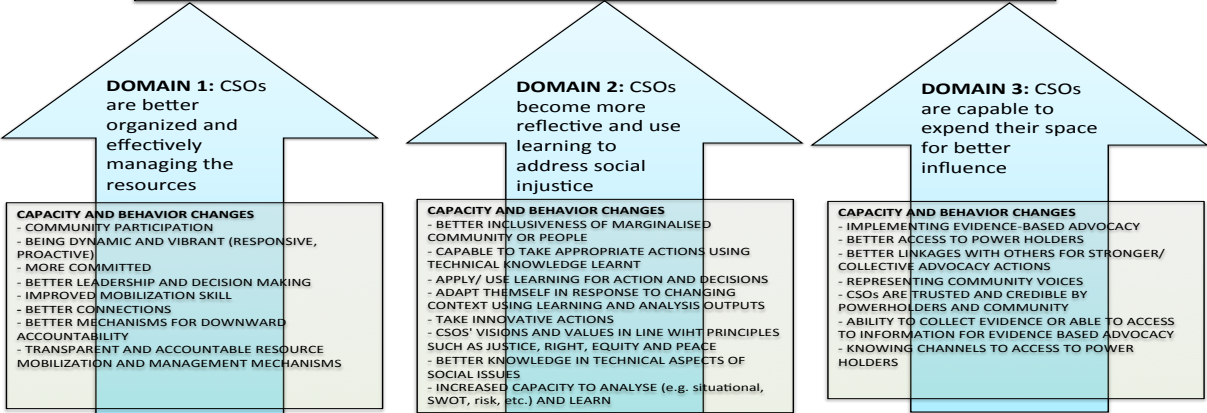 DOMAIN 1: CSOs
are better
organized and
effectively
managing the
resources
CAPACITY AND BEHAVIOR CHANGES
- COMMUNITY PARTICIPATION
- BEING DYNAMIC AND VIBRANT (RESPONSIVE,
PROACTIVE)
- MORE COMMITTED
- BETTER LEADERSHIP AND DECISION MAKING
- IMPROVED MOBILIZATION SKILL
- BETTER CONNECTIONS
- BETTER MECHANISMS FOR DOWNWARD
ACCOUNTABILITY
- TRANSPARENT AND ACCOUNTABLE RESOURCE
MOBILIZATION AND MANAGEMENT MECHANISMS
DOMAIN 2: CSOs
become more
reflective and use
learning to
address social
injustice
CAPACITY AND BEHAVIOR CHANGES
- BETTER INCLUSIVENESS OF MARGINALISED
COMMUNITY OR PEOPLE
- CAPABLE TO TAKE APPROPRIATE ACTIONS USING
TECHNICAL KNOWLEDGE LEARNT
- APPLY/ USE LEARNING FOR ACTION AND DECISIONS
- ADAPT THEMSELF IN RESPONSE TO CHANGING
CONTEXT USING LEARNING AND ANALYSIS OUTPUTS
- TAKE INNOVATIVE ACTIONS
- CSOS' VISIONS AND VALUES IN LINE WIHT PRINCIPLES
SUCH AS JUSTICE, RIGHT, EQUITY AND PEACE
- BETTER KNOWLEDGE IN TECHNICAL ASPECTS OF
SOCIAL ISSUES
- INCREASED CAPACITY TO ANALYSE (e.g. situational,
SWOT, risk, etc.) AND LEARN
DOMAIN 3: CSOs
are capable to
expend their space
for better
influence
CAPACITY AND BEHAVIOR CHANGES
- IMPLEMENTING EVIDENCE-BASED ADVOCACY
- BETTER ACCESS TO POWER HOLDERS
- BETTER LINKAGES WITH OTHERS FOR STRONGER/
COLLECTIVE ADVOCACY ACTIONS
- REPRESENTING COMMUNITY VOICES
- CSOs ARE TRUSTED AND CREDIBLE BY
POWERHOLDERS AND COMMUNITY
- ABILITY TO COLLECT EVIDENCE OR ABLE TO ACCESS
TO INFORMATION FOR EVIDENCE BASED ADVOCACY
- KNOWING CHANNELS TO ACCESS TO POWER
HOLDERS